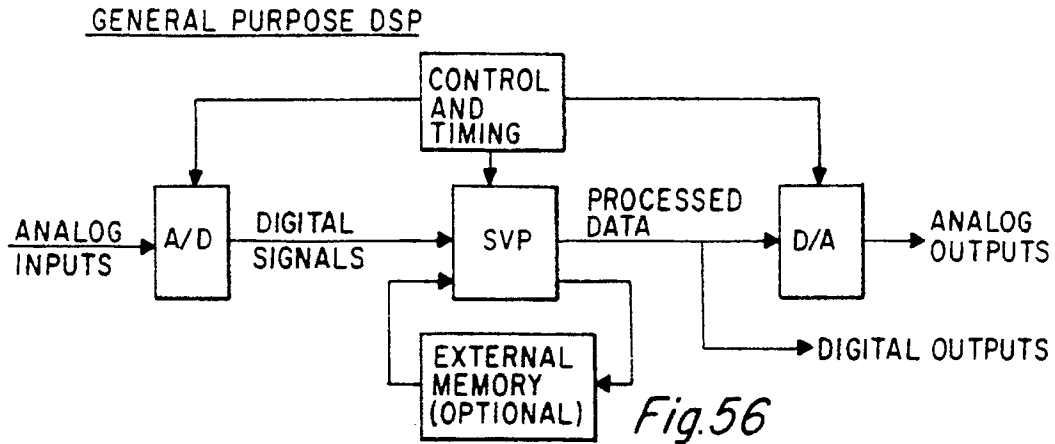 GENERAL PURPOSE DSP
CONTROL
AND
TIMING
ANALOG
INPUTS
A/D
DIGITAL
SIGNALS
SVP
PROCESSED
DATA
D/A
ANALOG
OUTPUTS
DIGITAL OUTPUTS
EXTERNAL
MEMORY
(OPTIONAL)
Fig.56